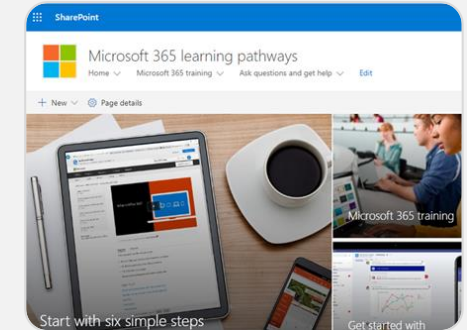 SharePoint
Microsoft 365 learning pathways
Home Microsoft 365 training Ask questions and get help Edit
+ New Page details
Microsoft 365 training
Start with six simple steps
Get started with